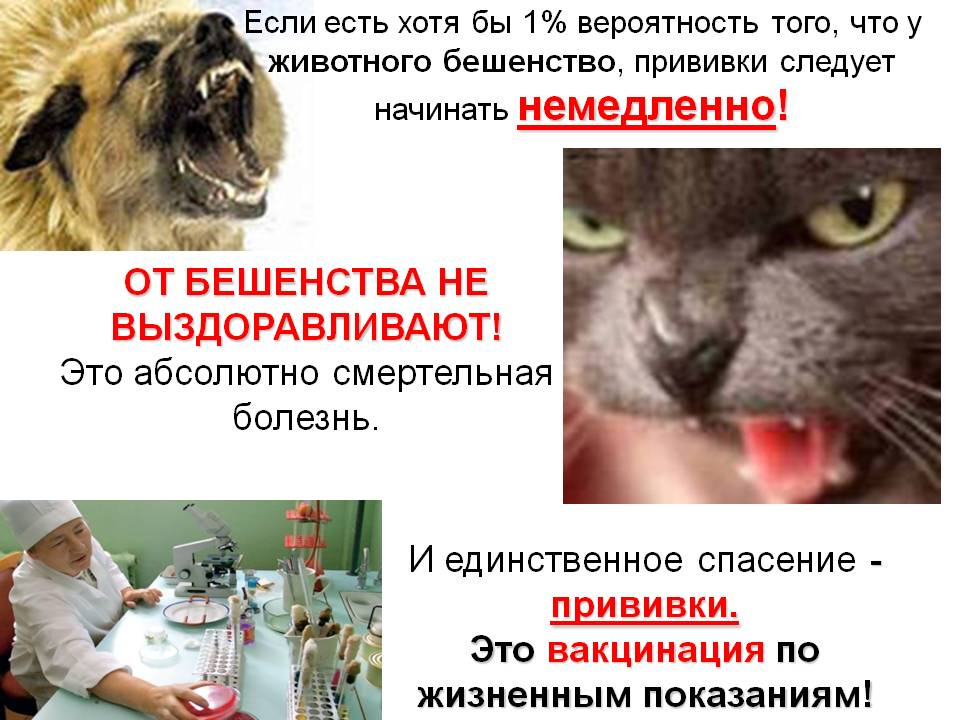 Если есть хотя бы 1% вероятность того, что у
животного бешенство, прививки следует
начинать немедленно!
ОТ БЕШЕНСТВА НЕ
ВЫЗДОРАВЛИВАЮТ!
Это абсолютно смертельная
болезнь.
И единственное спасение -
прививки.
Это вакцинация по
жизненным показаниям!